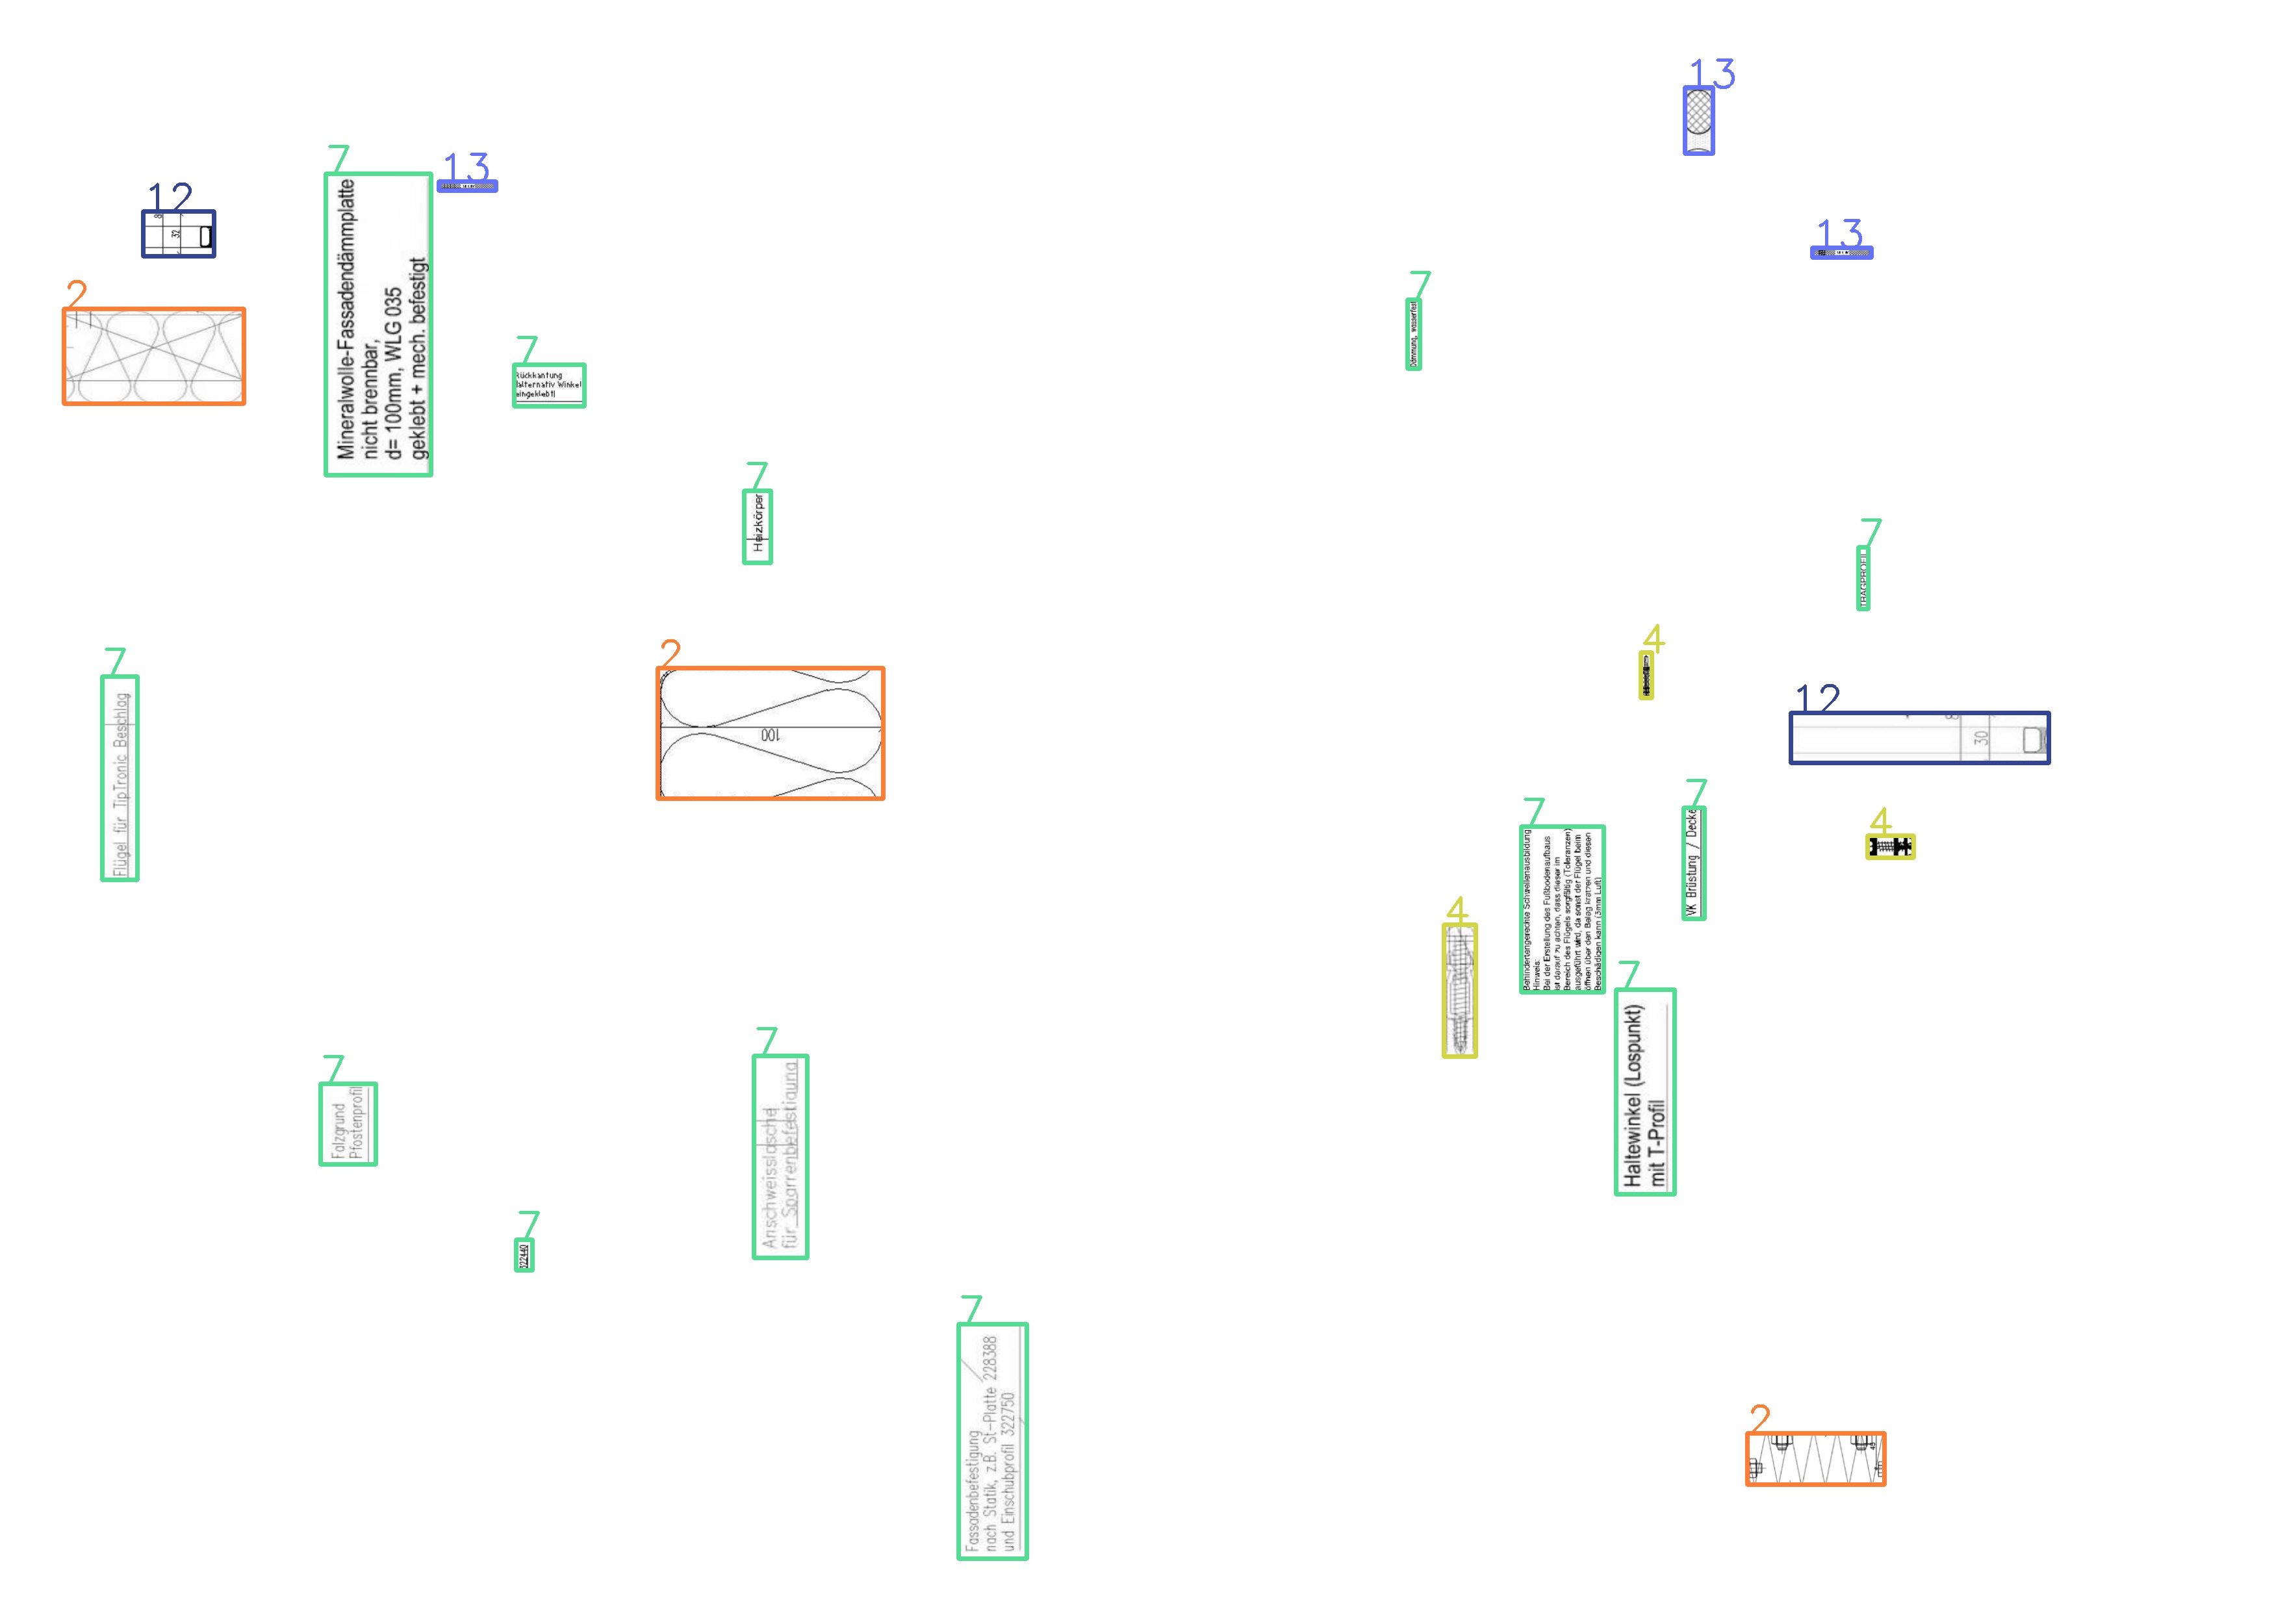 13
7
13
12
8
32
Mineralwolle-Fassadendämmplatte
nicht brennbar,
d= 100mm, WLG 035
geklebt + mech. befestigt
13
7
Dämmung, wasserfest
2
7
Rückkantung
(alternativ Winkel
eingeklebt)
7
Heizkörper
7
TRAGPROFIL
4
2
100
7
Flügel für TipTronic Beschlag
12
8
30
7
VK Brüstung / Decke
4
7
Behindertengerechte Schwellenausbildung
Hinweis:
Bei der Erstellung des Fußbodenaufbaus
ist darauf zu achten, dass dieser im
Bereich des Flügels sorgfältig (Toleranzen)
ausgeführt wird, da sonst der Flügel beim
öffnen über den Belag kratzen und diesen
Beschädigen kann (3mm Luft)
4
7
Haltewinkel (Lospunkt)
mit T-Profil
7
Anschweisslasche
für Sparrenbefestigung
7
Falzgrund
Pfostenprofil
7
322440
7
Fassadenbefestigung
nach Statik, z.B. St-Platte 228388
und Einschubprofil 322750
2
45